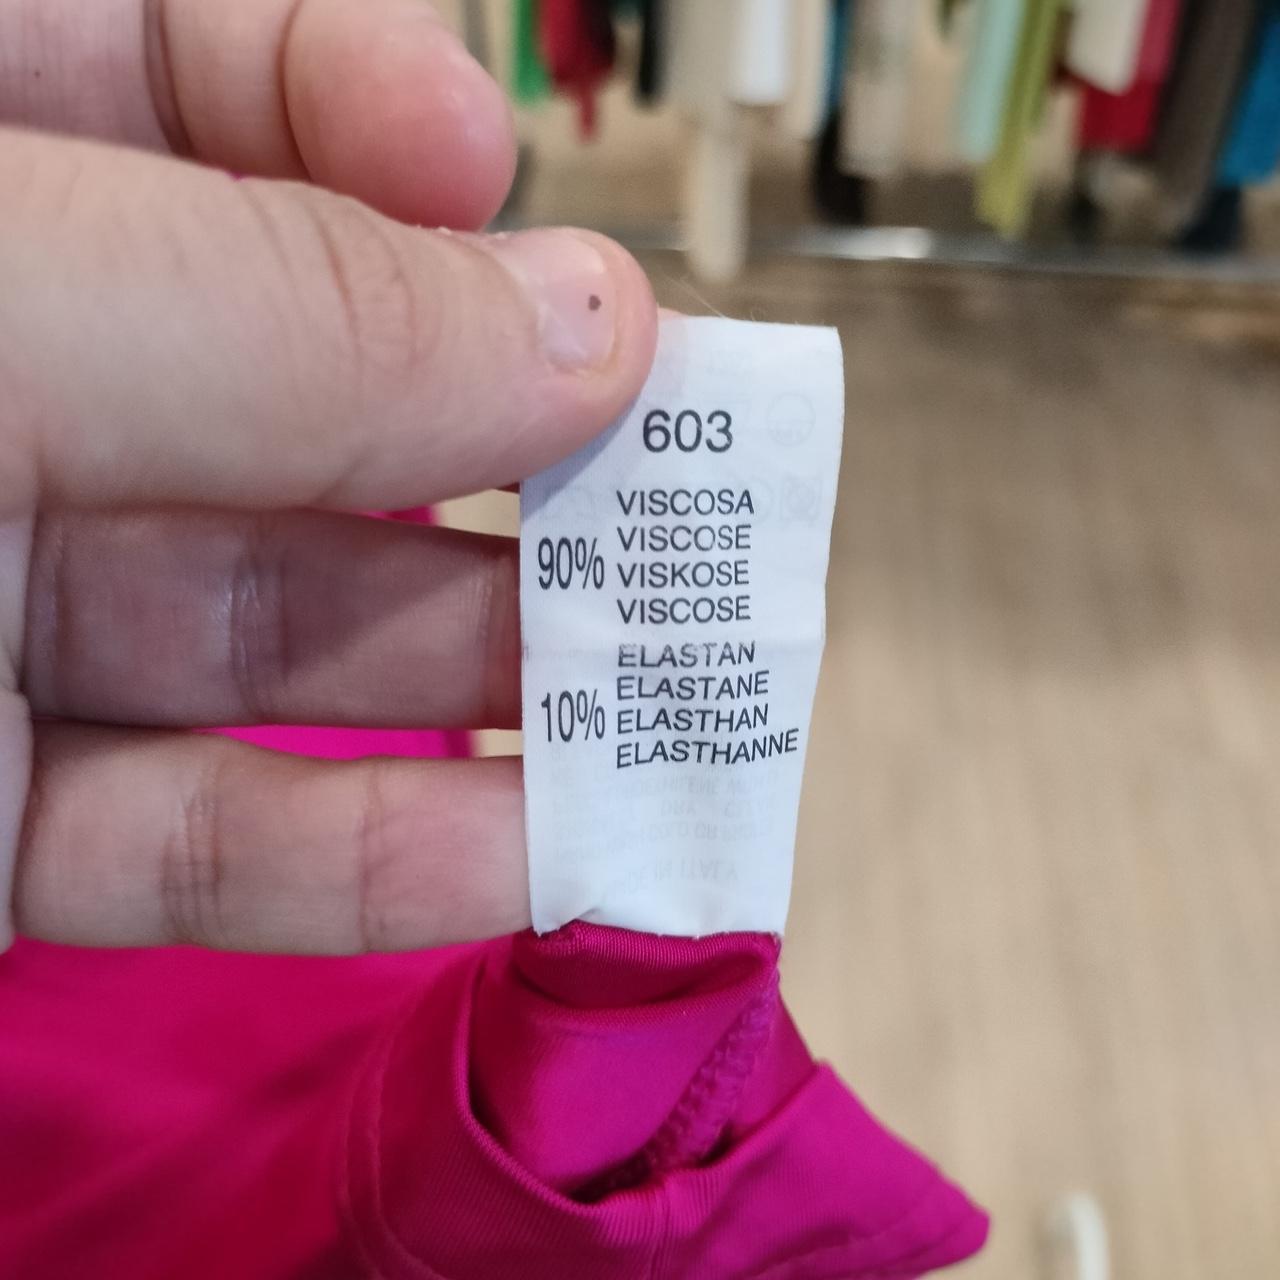 603
90%
VISCOSA
VISCOSE
VISKOSE
VISCOSE
10%
ELASTAN
ELASTANE
ELASTHAN
ELASTHANNE